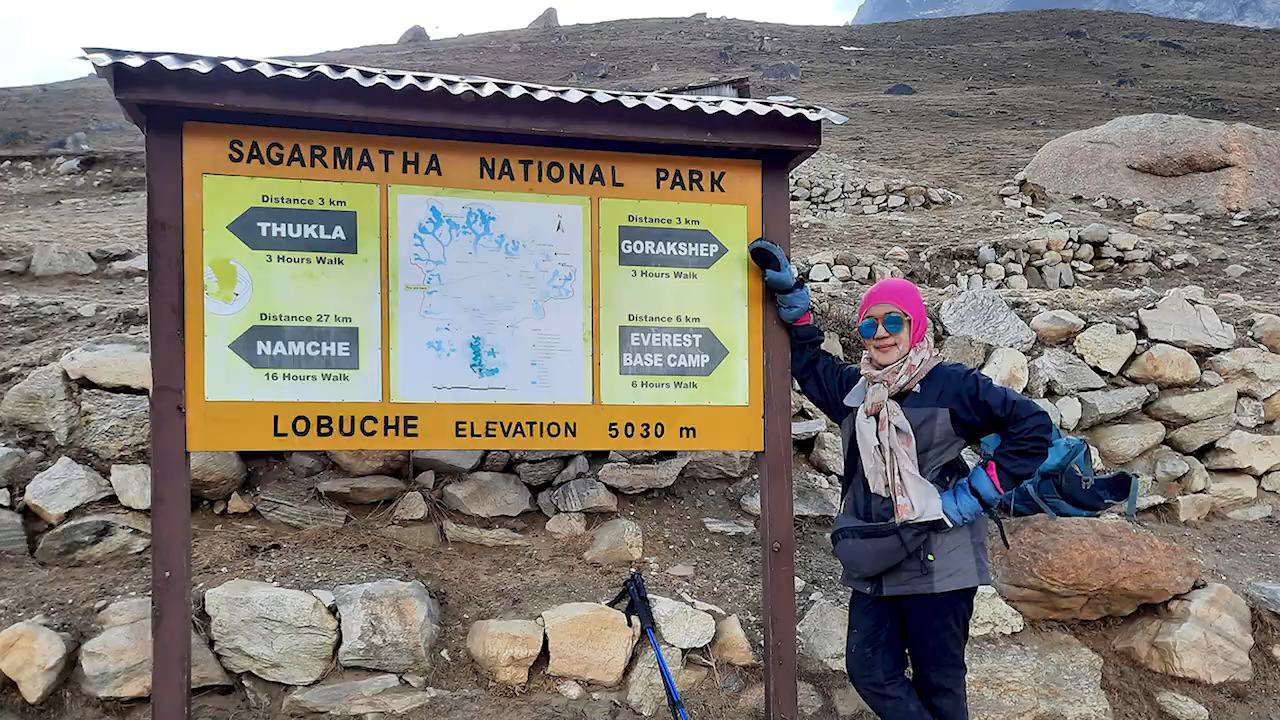 SAGARMATHA NATIONAL PARK
Distance 3 km
THUKLA
3 Hours Walk
Distance 27 km
NAMCHE
16 Hours Walk
Distance 3 km
GORAKSHEP
3 Hours Walk
Distance 6 km
EVEREST
BASE CAMP
6 Hours Walk
LOBUCHE ELEVATION 5030 m